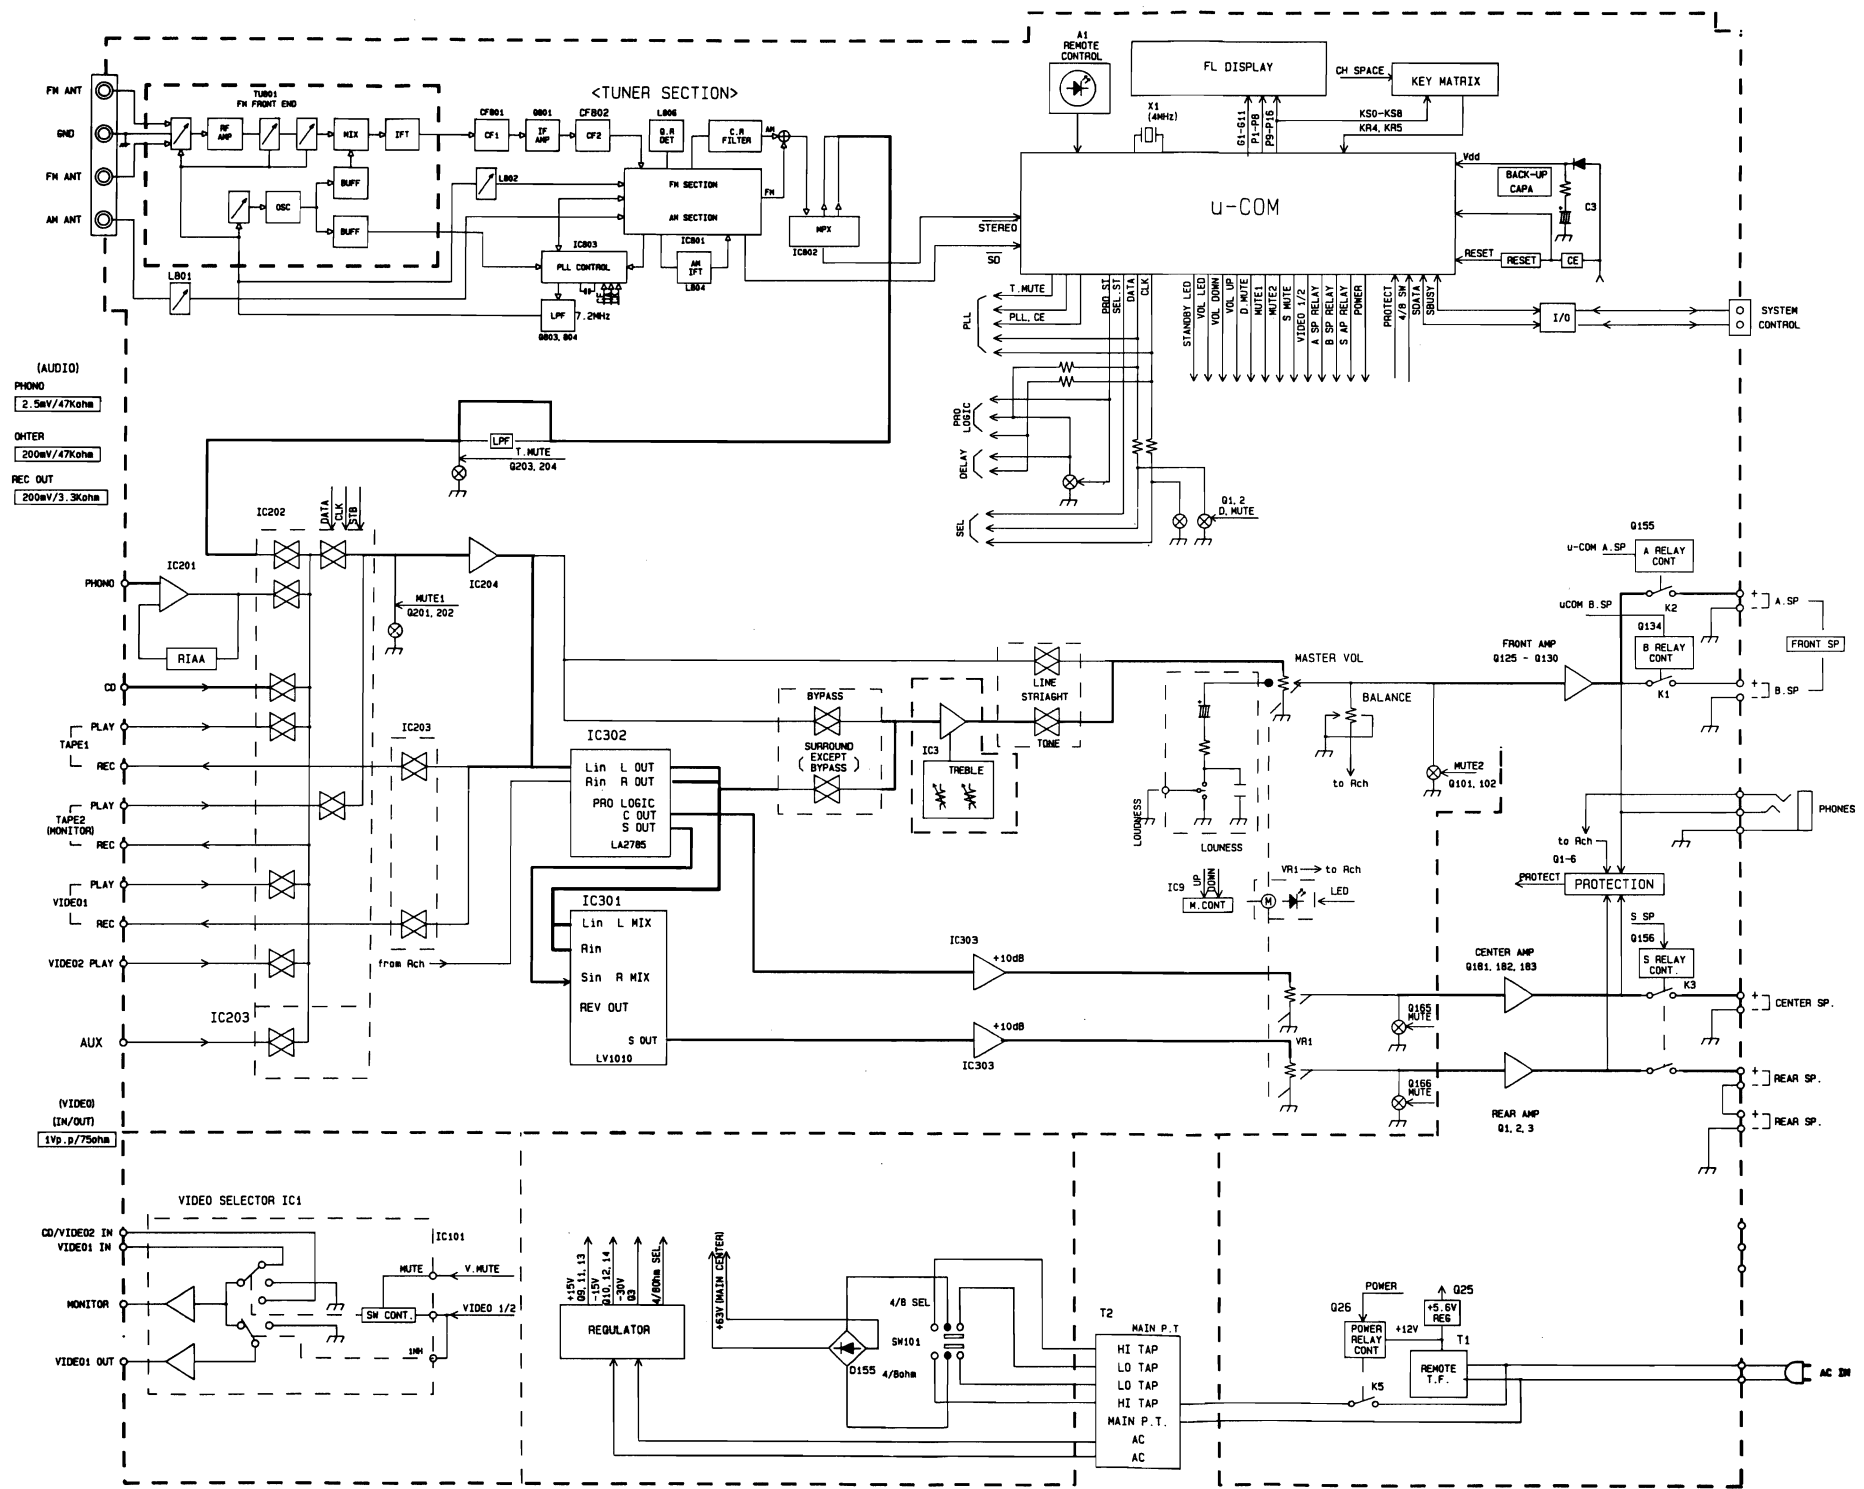 A1
REMOTE
CONTROL
FL DISPLAY
CH SPACE
KEY MATRIX
X1
(4MHz)
G1-G11
P1-P8
P9-P16
KS0-KS8
KR4, KR5
FM ANT
GND
FM ANT
AM ANT
TU801
FM FRONT END
<TUNER SECTION>
RF
AMP
MIX
IFT
BUFF
OSC
BUFF
CF801
CF1
Q801
IF
AMP
CF802
CF2
L806
Q.R
DET
C.R
FILTER
AM
FM
L802
FM SECTION
AM SECTION
IC801
IC803
PLL CONTROL
AM
IFT
L804
LPF
7.2MHz
Q803, 804
MPX
IC802
L801
STEREO
SD
u-COM
Vdd
BACK-UP
CAPA
C3
RESET
RESET
CE
I/O
SYSTEM
CONTROL
T.MUTE
PLL, CE
PLL
PRO.ST
SEL.ST
DATA
CLK
STANDBY LED
VOL LED
VOL DOWN
VOL UP
D.MUTE
MUTE1
MUTE2
S MUTE
VIDEO 1/2
A SP RELAY
B SP RELAY
S AP RELAY
POWER
PROTECT
4/8 SW
SDATA
SBUSY
PRO
LOGIC
DELAY
SEL
Q1, 2
D, MUTE
(AUDIO)
PHONO
2.5mV/47Kohm
OHTER
200mV/47Kohm
REC OUT
200mV/3.3Kohm
LPF
T.MUTE
Q203, 204
IC202
DATA
CLK
STB
IC201
PHONO
RIAA
MUTE1
Q201, 202
IC204
CD
PLAY
TAPE1
REC
PLAY
TAPE2
(MONITOR)
REC
PLAY
VIDEO1
REC
VIDEO2 PLAY
IC203
AUX
IC203
from Rch
IC302
Lin L OUT
Rin R OUT
PRO LOGIC
C OUT
S OUT
LA2785
IC301
Lin L MIX
Rin
Sin R MIX
REV OUT
S OUT
LV1010
BYPASS
SURROUND
( EXCEPT )
BYPASS
IC3
TREBLE
LINE
STRIAGHT
TONE
MASTER VOL
BALANCE
to Rch
LOUDNESS
LOUNESS
IC9
UP
DOWN
M.CONT
VR1
to Rch
M
LED
MUTE2
Q101, 102
FRONT AMP
Q125 - Q130
Q155
u-COM A.SP
A RELAY
CONT
K2
uCOM B.SP
Q134
B RELAY
CONT
K1
+
-
A.SP
FRONT SP
+
-
B.SP
PHONES
to Rch
Q1-6
PROTECT
PROTECTION
S SP
Q156
S RELAY
CONT.
K3
CENTER AMP
Q181, 182, 183
+
-
CENTER SP.
IC303
+10dB
+10dB
IC303
VR1
Q165
MUTE
Q166
MUTE
REAR AMP
Q1, 2, 3
+
-
REAR SP.
+
-
REAR SP.
(VIDEO)
(IN/OUT)
1Vp.p/75ohm
VIDEO SELECTOR IC1
CD/VIDEO2 IN
VIDEO1 IN
MONITOR
VIDEO1 OUT
IC101
MUTE
V.MUTE
SW CONT.
VIDEO 1/2
INH
+15V
Q9, 11, 13
-15V
Q10, 12, 14
-30V
Q3
4/8Ohm SEL
REQULATOR
+63V(MAIN CENTER)
D155
4/8 SEL
SW101
4/8ohm
T2
MAIN P.T
HI TAP
LO TAP
LO TAP
HI TAP
MAIN P.T.
AC
AC
POWER
Q26
POWER
RELAY
CONT
+12V
Q25
+5.6V
REG
T1
REMOTE
T.F.
K5
AC IN